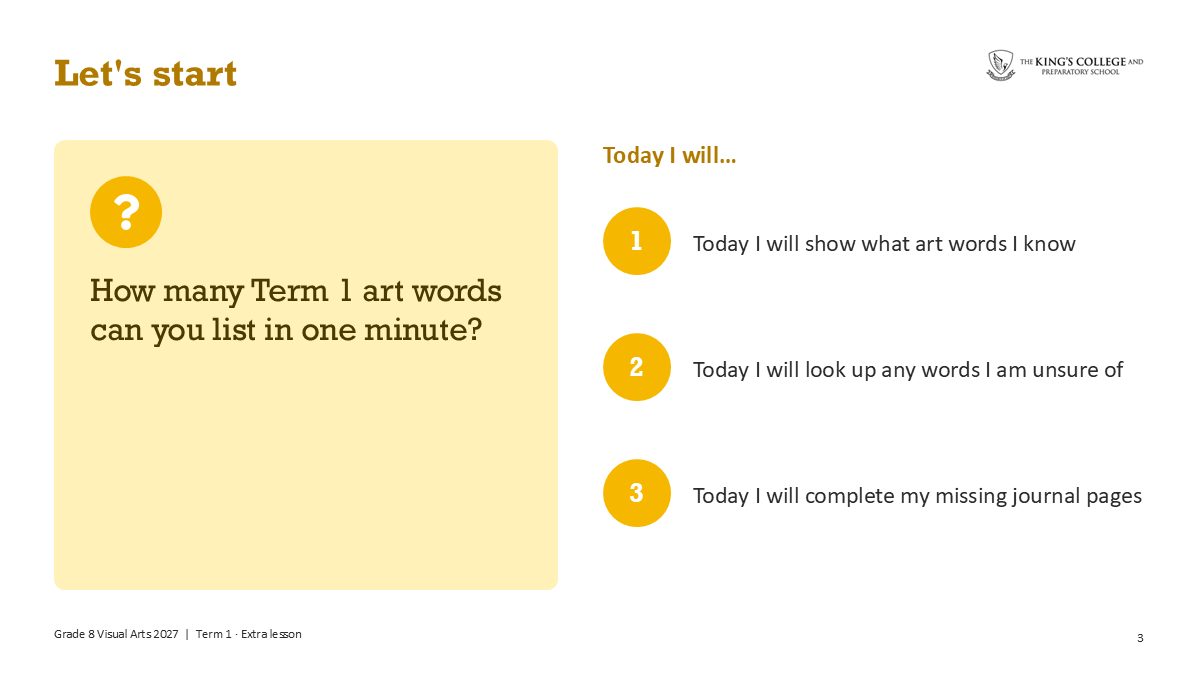 Let's start
THE KING'S COLLEGE AND
PREPARATORY SCHOOL
?
How many Term 1 art words
can you list in one minute?
Today I will...
1
Today I will show what art words I know
2
Today I will look up any words I am unsure of
3
Today I will complete my missing journal pages
Grade 8 Visual Arts 2027 | Term 1 · Extra lesson
3